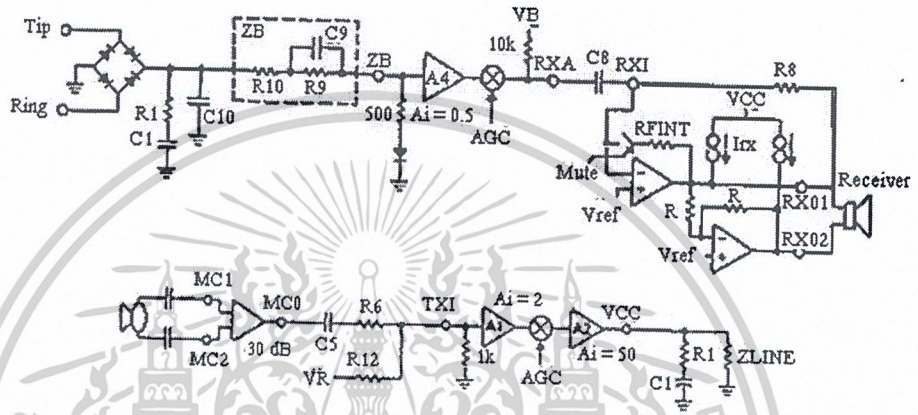 Tip
Ring
R1
C1
C10
ZB
C9
R10
R9
ZB
500
A4
Ai = 0.5
AGC
VB
10k
RXA
C8
RXI
R8
RFINT
Mute
Vref
VCC
Irx
R
R
Vref
RX01
RX02
Receiver
MC1
MC2
MC0
30 dB
C5
R6
R12
VR
TXI
1k
Ai = 2
AGC
A2
Ai = 50
VCC
R1
C1
ZLINE